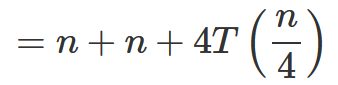 = n + n + 4T(n/4)